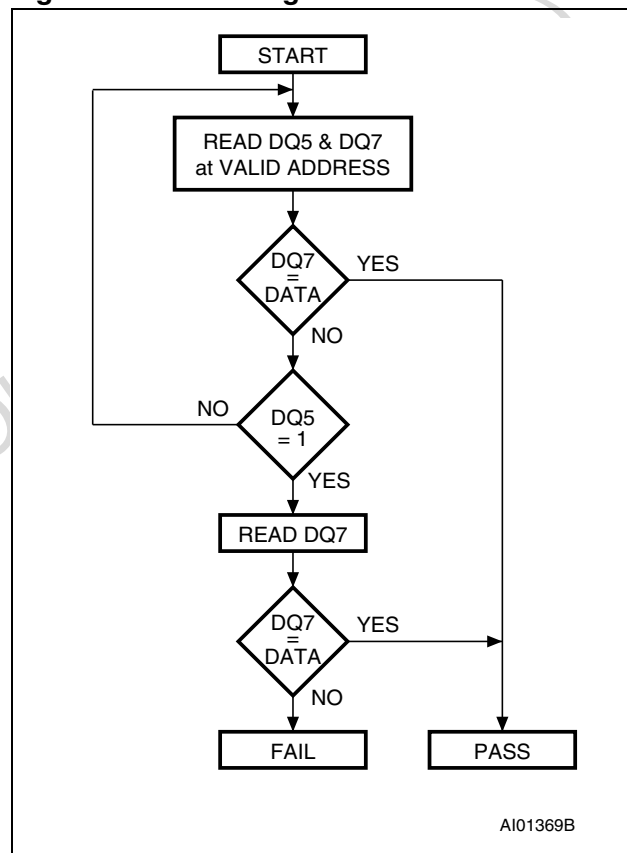 START
READ DQ5 & DQ7
at VALID ADDRESS
DQ7
=
DATA
YES
NO
NO
DQ5
= 1
YES
READ DQ7
DQ7
=
DATA
YES
NO
FAIL
PASS
AI01369B